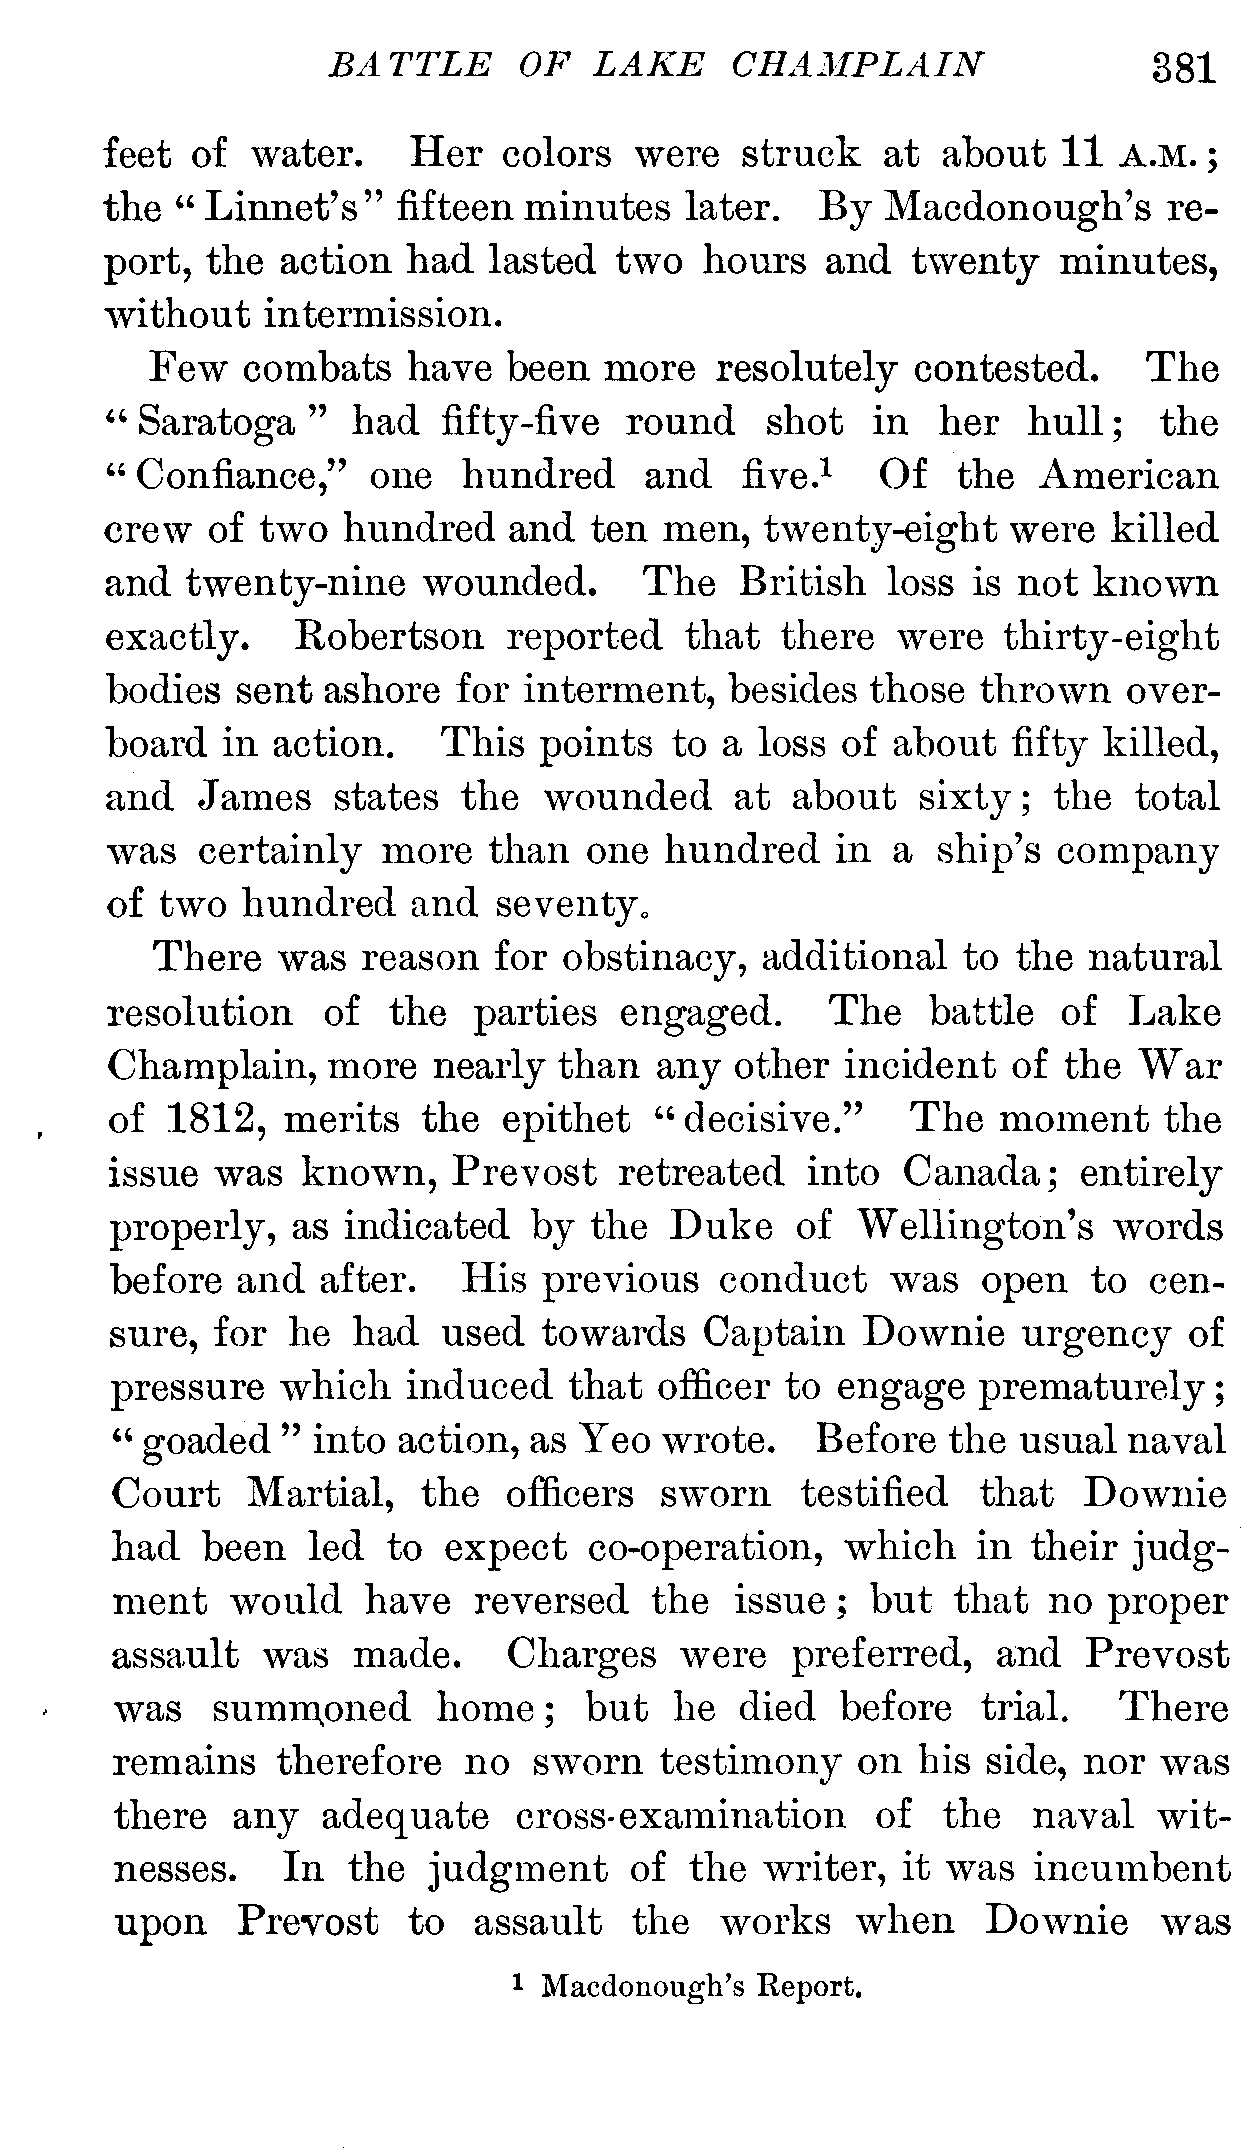 BATTLE OF LAKE CHAMPLAIN 381
feet of water. Her colors were struck at about 11 A.M.;
the "Linnet's" fifteen minutes later. By Macdonough's re-
port, the action had lasted two hours and twenty minutes,
without intermission.
Few combats have been more resolutely contested. The
"Saratoga" had fifty-five round shot in her hull; the
"Confiance," one hundred and five.¹ Of the American
crew of two hundred and ten men, twenty-eight were killed
and twenty-nine wounded. The British loss is not known
exactly. Robertson reported that there were thirty-eight
bodies sent ashore for interment, besides those thrown over-
board in action. This points to a loss of about fifty killed,
and James states the wounded at about sixty; the total
was certainly more than one hundred in a ship's company
of two hundred and seventy.
There was reason for obstinacy, additional to the natural
resolution of the parties engaged. The battle of Lake
Champlain, more nearly than any other incident of the War
of 1812, merits the epithet "decisive." The moment the
issue was known, Prevost retreated into Canada; entirely
properly, as indicated by the Duke of Wellington's words
before and after. His previous conduct was open to cen-
sure, for he had used towards Captain Downie urgency of
pressure which induced that officer to engage prematurely;
"goaded" into action, as Yeo wrote. Before the usual naval
Court Martial, the officers sworn testified that Downie
had been led to expect co-operation, which in their judg-
ment would have reversed the issue; but that no proper
assault was made. Charges were preferred, and Prevost
was summoned home; but he died before trial. There
remains therefore no sworn testimony on his side, nor was
there any adequate cross-examination of the naval wit-
nesses. In the judgment of the writer, it was incumbent
upon Prevost to assault the works when Downie was
¹ Macdonough's Report.